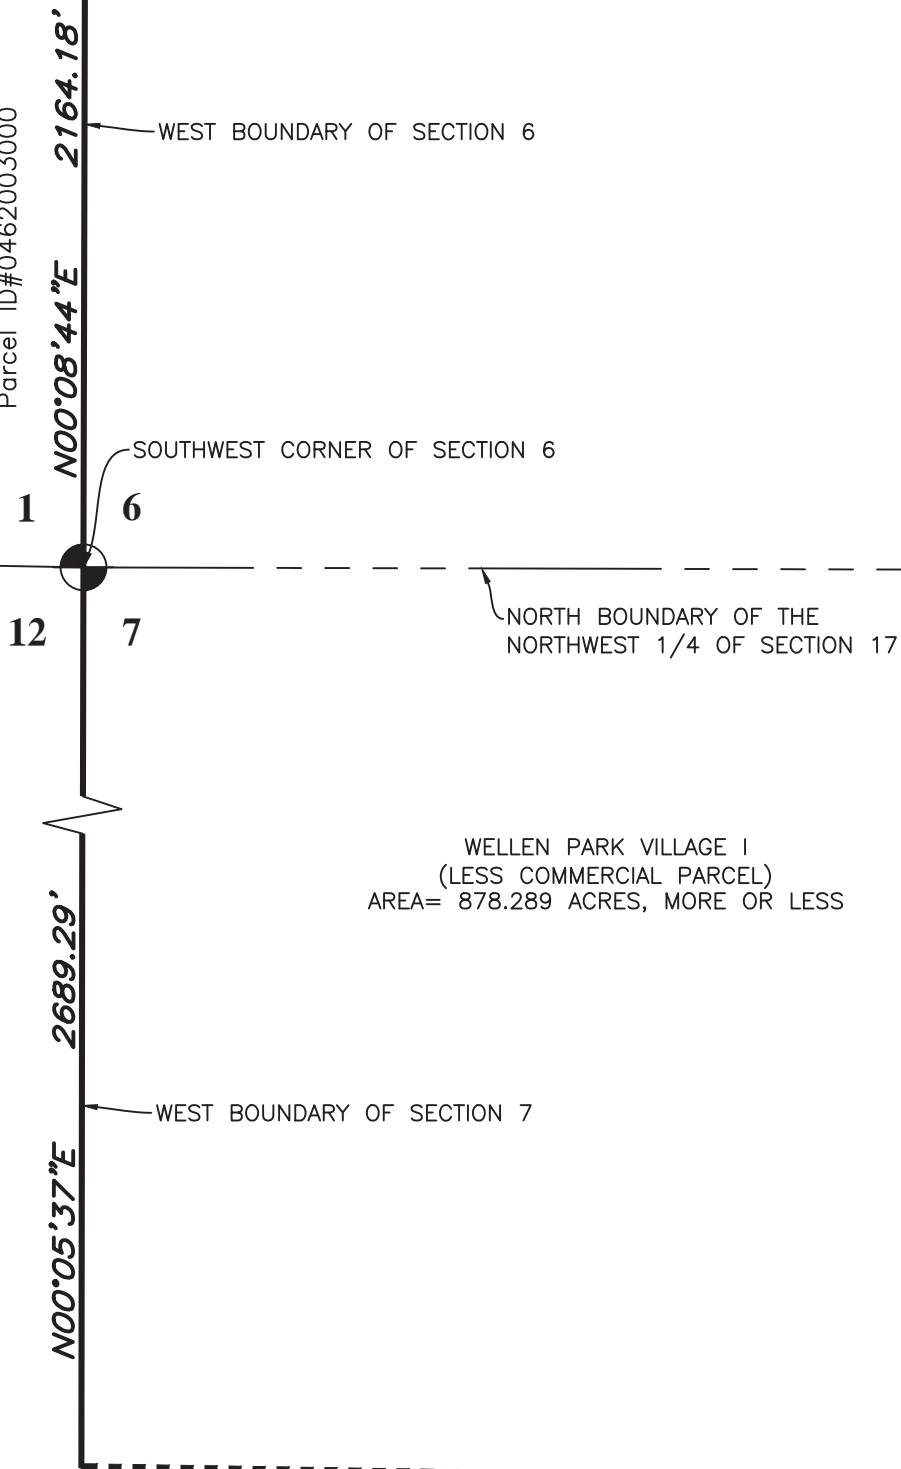 2164.18'
WEST BOUNDARY OF SECTION 6
Parcel ID#0462003000
N00°08'44"E
SOUTHWEST CORNER OF SECTION 6
1 6
12 7
NORTH BOUNDARY OF THE
NORTHWEST 1/4 OF SECTION 17
WELLEN PARK VILLAGE I
(LESS COMMERCIAL PARCEL)
AREA= 878.289 ACRES, MORE OR LESS
2689.29'
WEST BOUNDARY OF SECTION 7
N00°05'37"E